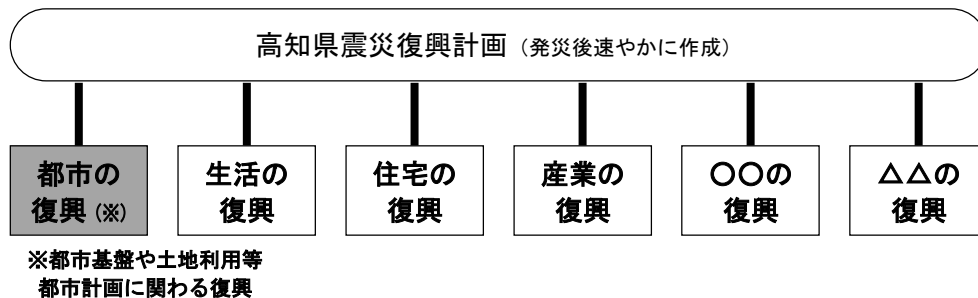 高知県震災復興計画（発災後速やかに作成）
都市の
復興（※）
生活の
復興
住宅の
復興
産業の
復興
〇〇の
復興
△△の
復興
※都市基盤や土地利用等
都市計画に関わる復興